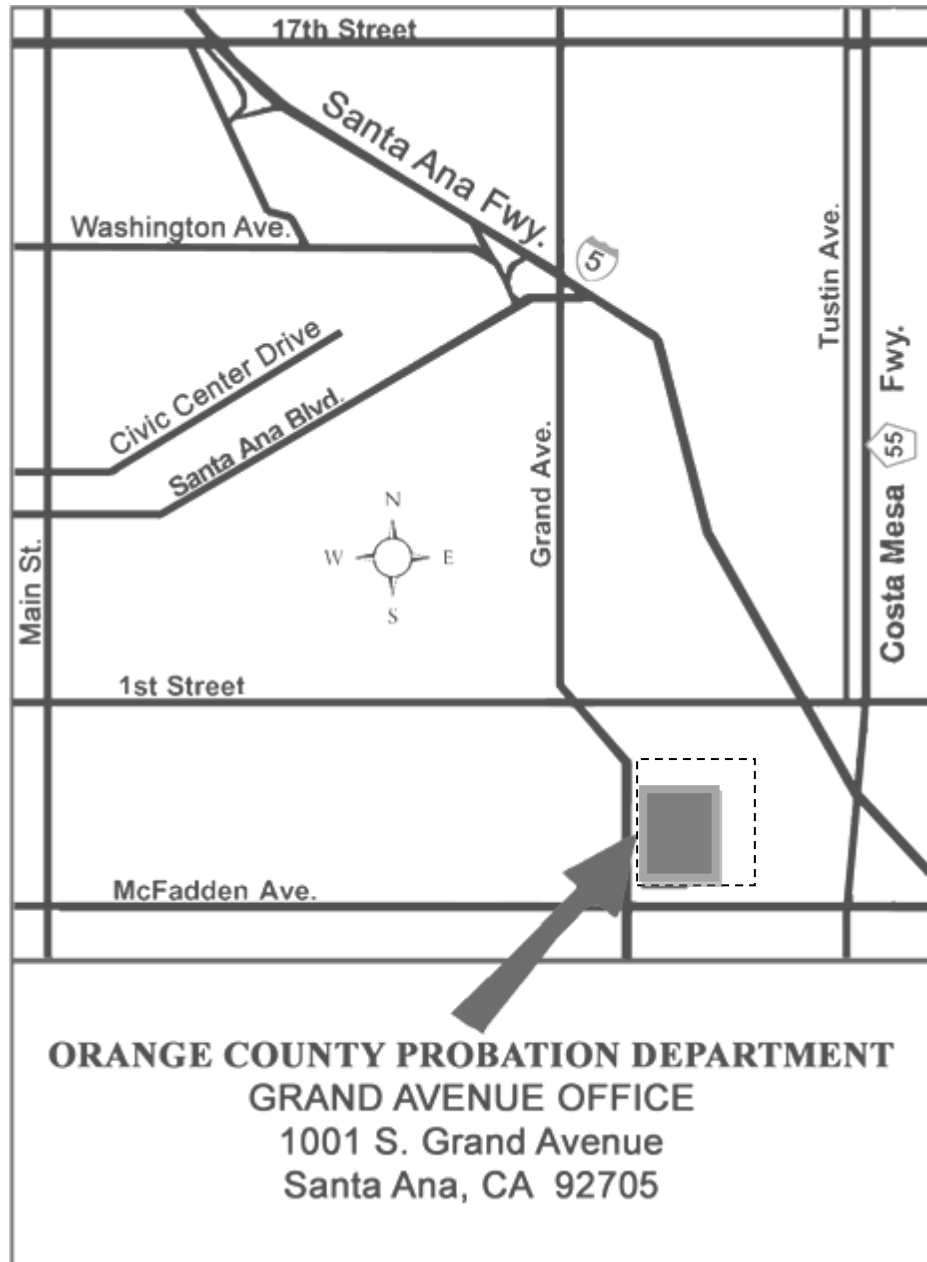 17th Street
Santa Ana Fwy.
5
Washington Ave.
Tustin Ave.
Fwy.
Civic Center Drive
Santa Ana Blvd.
55
Grand Ave.
Costa Mesa
N
W
E
S
Main St.
1st Street
McFadden Ave.
ORANGE COUNTY PROBATION DEPARTMENT
GRAND AVENUE OFFICE
1001 S. Grand Avenue
Santa Ana, CA 92705